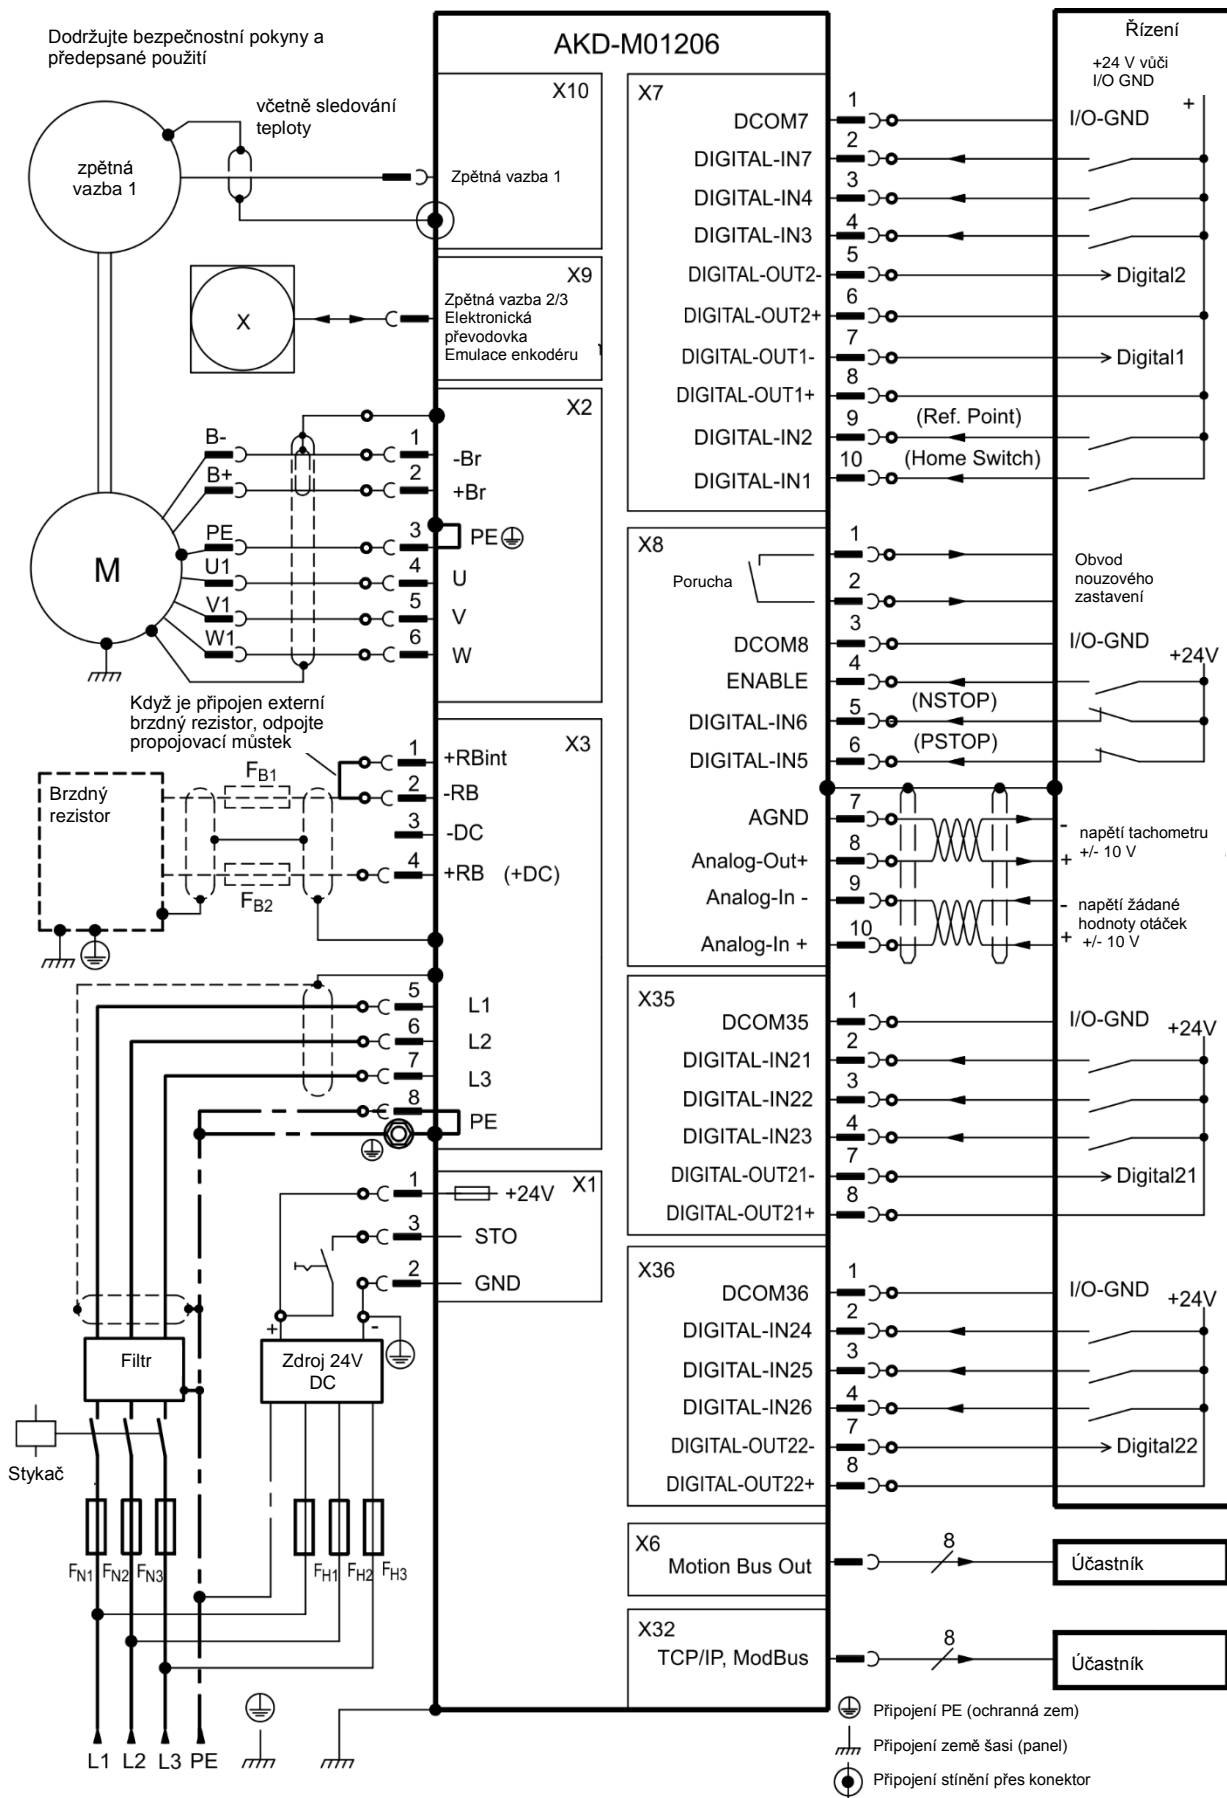 Dodržujte bezpečnostní pokyny a
předepsané použití
AKD-M01206
Řízení
+24 V vůči
I/O GND
+
včetně sledování
teploty
zpětná
vazba 1
X10
Zpětná vazba 1
X9
Zpětná vazba 2/3
Elektronická
převodovka
Emulace enkodéru
X
X2
B-
1
-Br
B+
2
+Br
PE
3
PE
U1
4
U
V1
5
V
W1
6
W
M
Když je připojen externí
brzdný rezistor, odpojte
propojovací můstek
X3
1
+RBint
FB1
2
-RB
Brzdný
rezistor
3
-DC
4
+RB (+DC)
FB2
5
L1
6
L2
7
L3
8
PE
X1
1
+24V
3
STO
2
GND
+
-
Filtr
Zdroj 24V
DC
Stykač
FN1
FN2
FN3
FH1
FH2
FH3
L1
L2
L3
PE
X7
DCOM7
1
I/O-GND
DIGITAL-IN7
2
DIGITAL-IN4
3
DIGITAL-IN3
4
DIGITAL-OUT2-
5
Digital2
DIGITAL-OUT2+
6
DIGITAL-OUT1-
7
Digital1
DIGITAL-OUT1+
8
DIGITAL-IN2
9
(Ref. Point)
DIGITAL-IN1
10
(Home Switch)
X8
Porucha
1
2
Obvod
nouzového
zastavení
DCOM8
3
I/O-GND
+24V
ENABLE
4
DIGITAL-IN6
5
(NSTOP)
DIGITAL-IN5
6
(PSTOP)
AGND
7
-
Analog-Out+
8
+
napětí tachometru
+/- 10 V
Analog-In -
9
-
Analog-In +
10
+
napětí žádané
hodnoty otáček
+/- 10 V
X35
DCOM35
1
I/O-GND
+24V
DIGITAL-IN21
2
DIGITAL-IN22
3
DIGITAL-IN23
4
DIGITAL-OUT21-
7
Digital21
DIGITAL-OUT21+
8
X36
DCOM36
1
I/O-GND
+24V
DIGITAL-IN24
2
DIGITAL-IN25
3
DIGITAL-IN26
4
DIGITAL-OUT22-
7
Digital22
DIGITAL-OUT22+
8
X6
Motion Bus Out
8
Účastník
X32
TCP/IP, ModBus
8
Účastník
Připojení PE (ochranná zem)
Připojení země šasi (panel)
Připojení stínění přes konektor